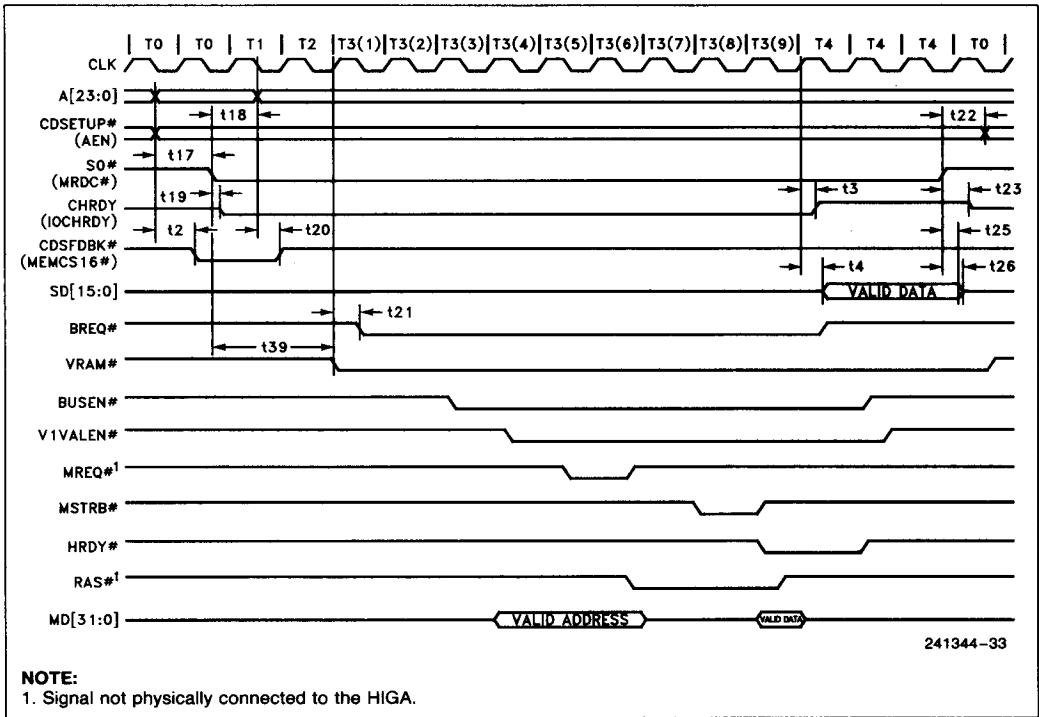 T0 T0 T1 T2 T3(1) T3(2) T3(3) T3(4) T3(5) T3(6) T3(7) T3(8) T3(9) T4 T4 T4 T0
CLK
A[23:0]
t18
t22
CDSETUP#
(AEN)
t17
S0#
(MRDC#)
t19
t3
t23
CHRDY
(IOCHRDY)
t2
t20
t25
CDSFDBK#
(MEMCS16#)
t4
t26
SD[15:0]
VALID DATA
t21
BREQ#
t39
VRAM#
BUSEN#
V1VALEN#
MREQ#1
MSTRB#
HRDY#
RAS#1
MD[31:0]
VALID ADDRESS
VALID DATA
241344-33
NOTE:
1. Signal not physically connected to the HIGA.